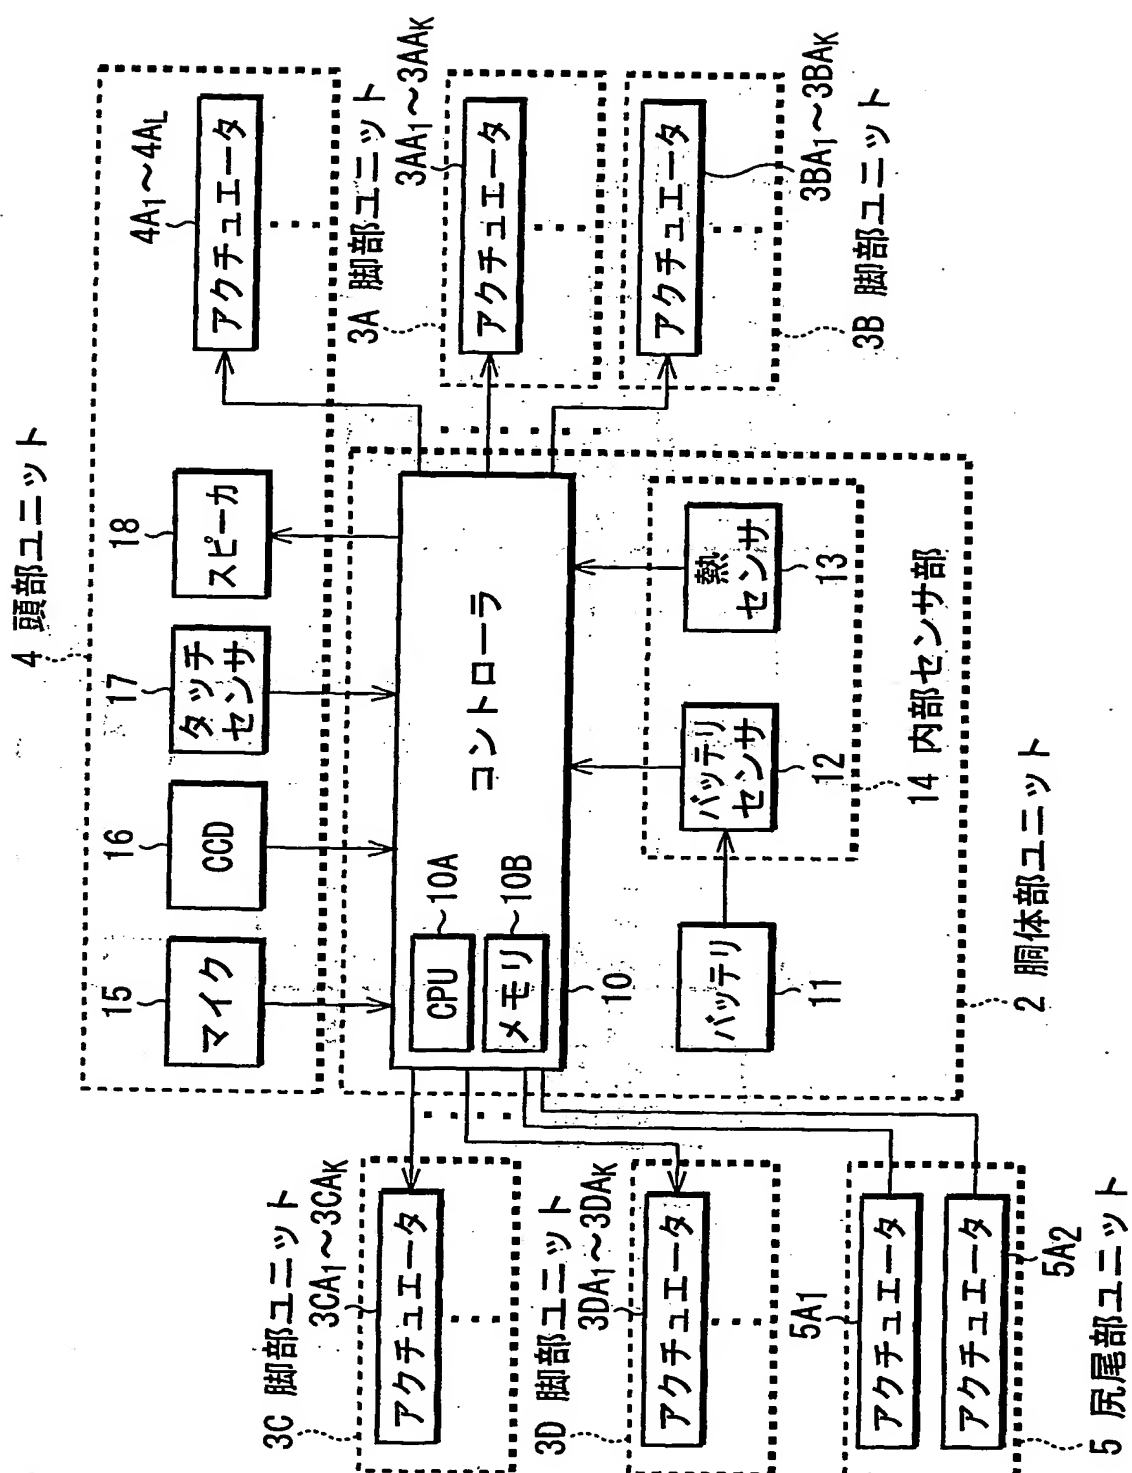 4 頭部ユニット
15
マイク
16
CCD
17
タッチ
センサ
18
スピーカ
4A1～4AL
アクチュエータ
3C 脚部ユニット
3CA1～3CAK
アクチュエータ
3D 脚部ユニット
3DA1～3DAK
アクチュエータ
5A1
アクチュエータ
アクチュエータ
5A2
5 尻尾部ユニット
コントローラ
CPU
10A
メモリ
10B
10
バッテリ
11
バッテリ
センサ
12
熱
センサ
13
14 内部センサ部
2 胴体部ユニット
3A 脚部ユニット
3AA1～3AAK
アクチュエータ
アクチュエータ
3BA1～3BAK
3B 脚部ユニット